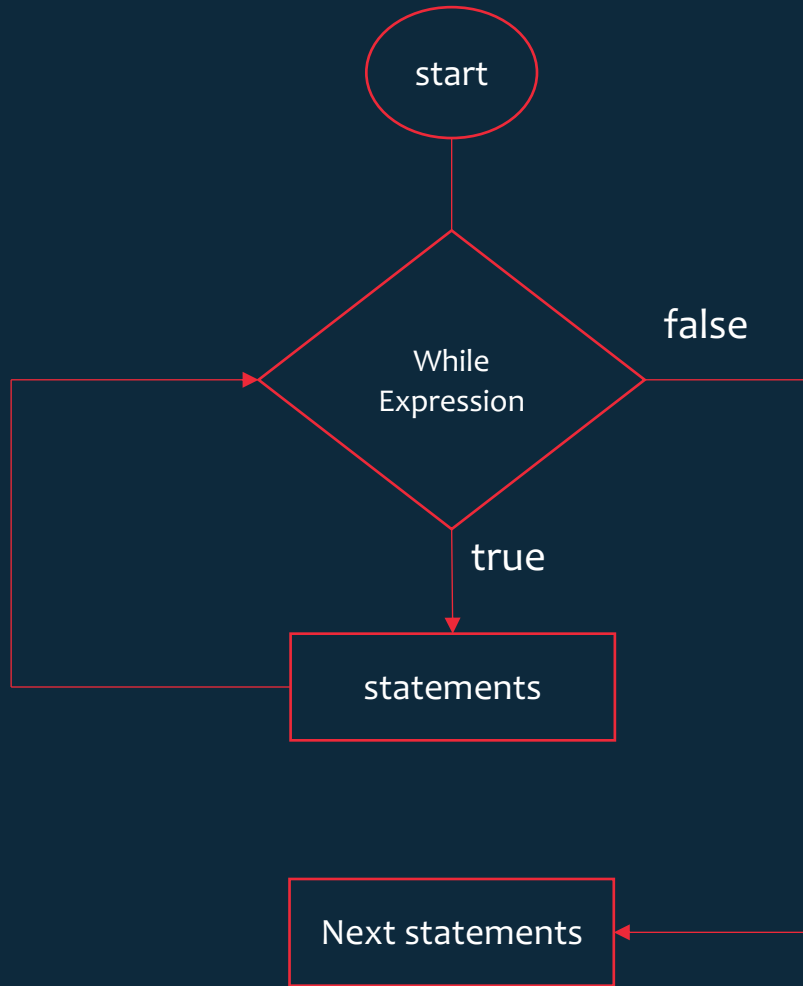 start
false
While
Expression
true
statements
Next statements